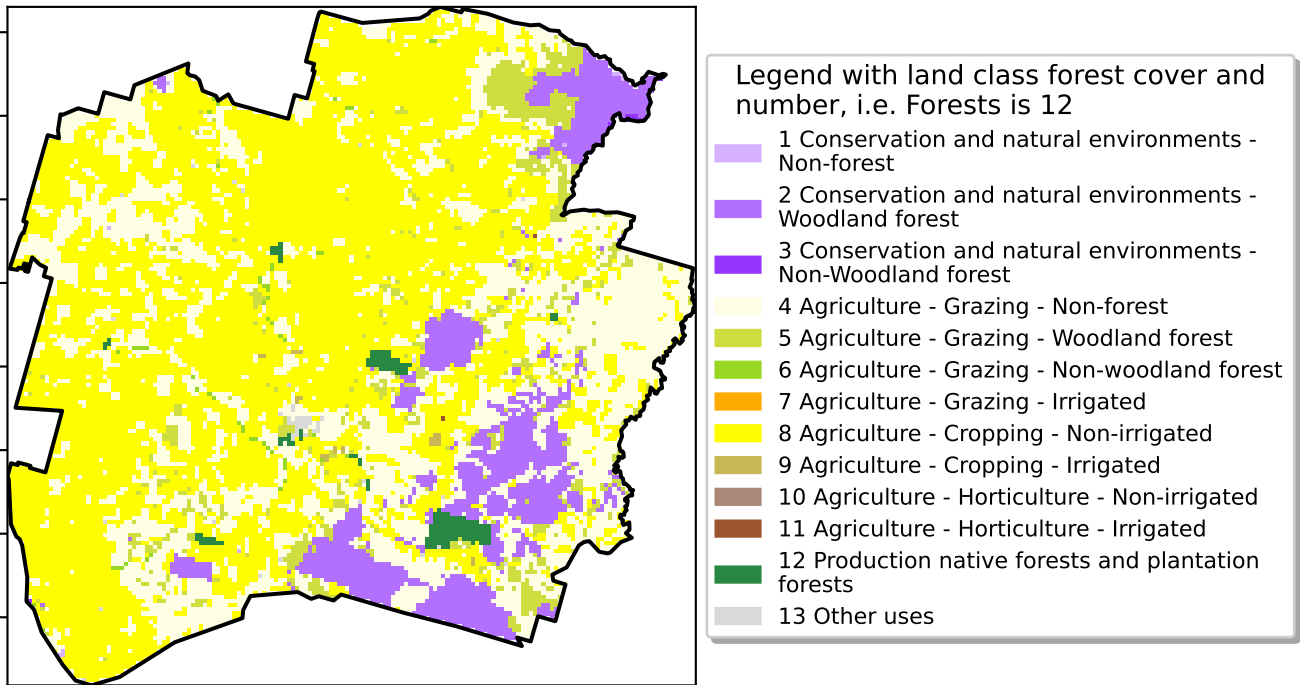 Legend with land class forest cover and
number, i.e. Forests is 12
1 Conservation and natural environments -
Non-forest
2 Conservation and natural environments -
Woodland forest
3 Conservation and natural environments -
Non-Woodland forest
4 Agriculture - Grazing - Non-forest
5 Agriculture - Grazing - Woodland forest
6 Agriculture - Grazing - Non-woodland forest
7 Agriculture - Grazing - Irrigated
8 Agriculture - Cropping - Non-irrigated
9 Agriculture - Cropping - Irrigated
10 Agriculture - Horticulture - Non-irrigated
11 Agriculture - Horticulture - Irrigated
12 Production native forests and plantation
forests
13 Other uses